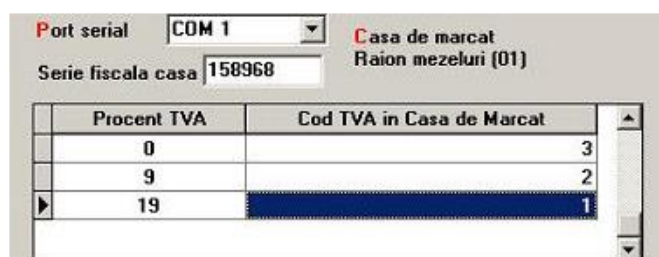 Port serial COM 1
Casa de marcat
Raion mezeluri (01)
Serie fiscala casa 158968
Procent TVA Cod TVA in Casa de Marcat
0 3
9 2
19 1